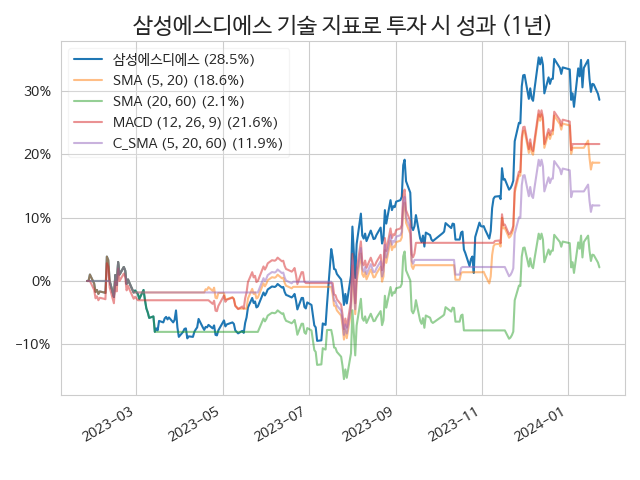 삼성에스디에스 기술 지표로 투자 시 성과 (1년)
삼성에스디에스 (28.5%)
SMA (5, 20) (18.6%)
SMA (20, 60) (2.1%)
MACD (12, 26, 9) (21.6%)
C_SMA (5, 20, 60) (11.9%)
30%
20%
10%
0%
−10%
2023−03
2023−05
2023−07
2023−09
2023−11
2024−01